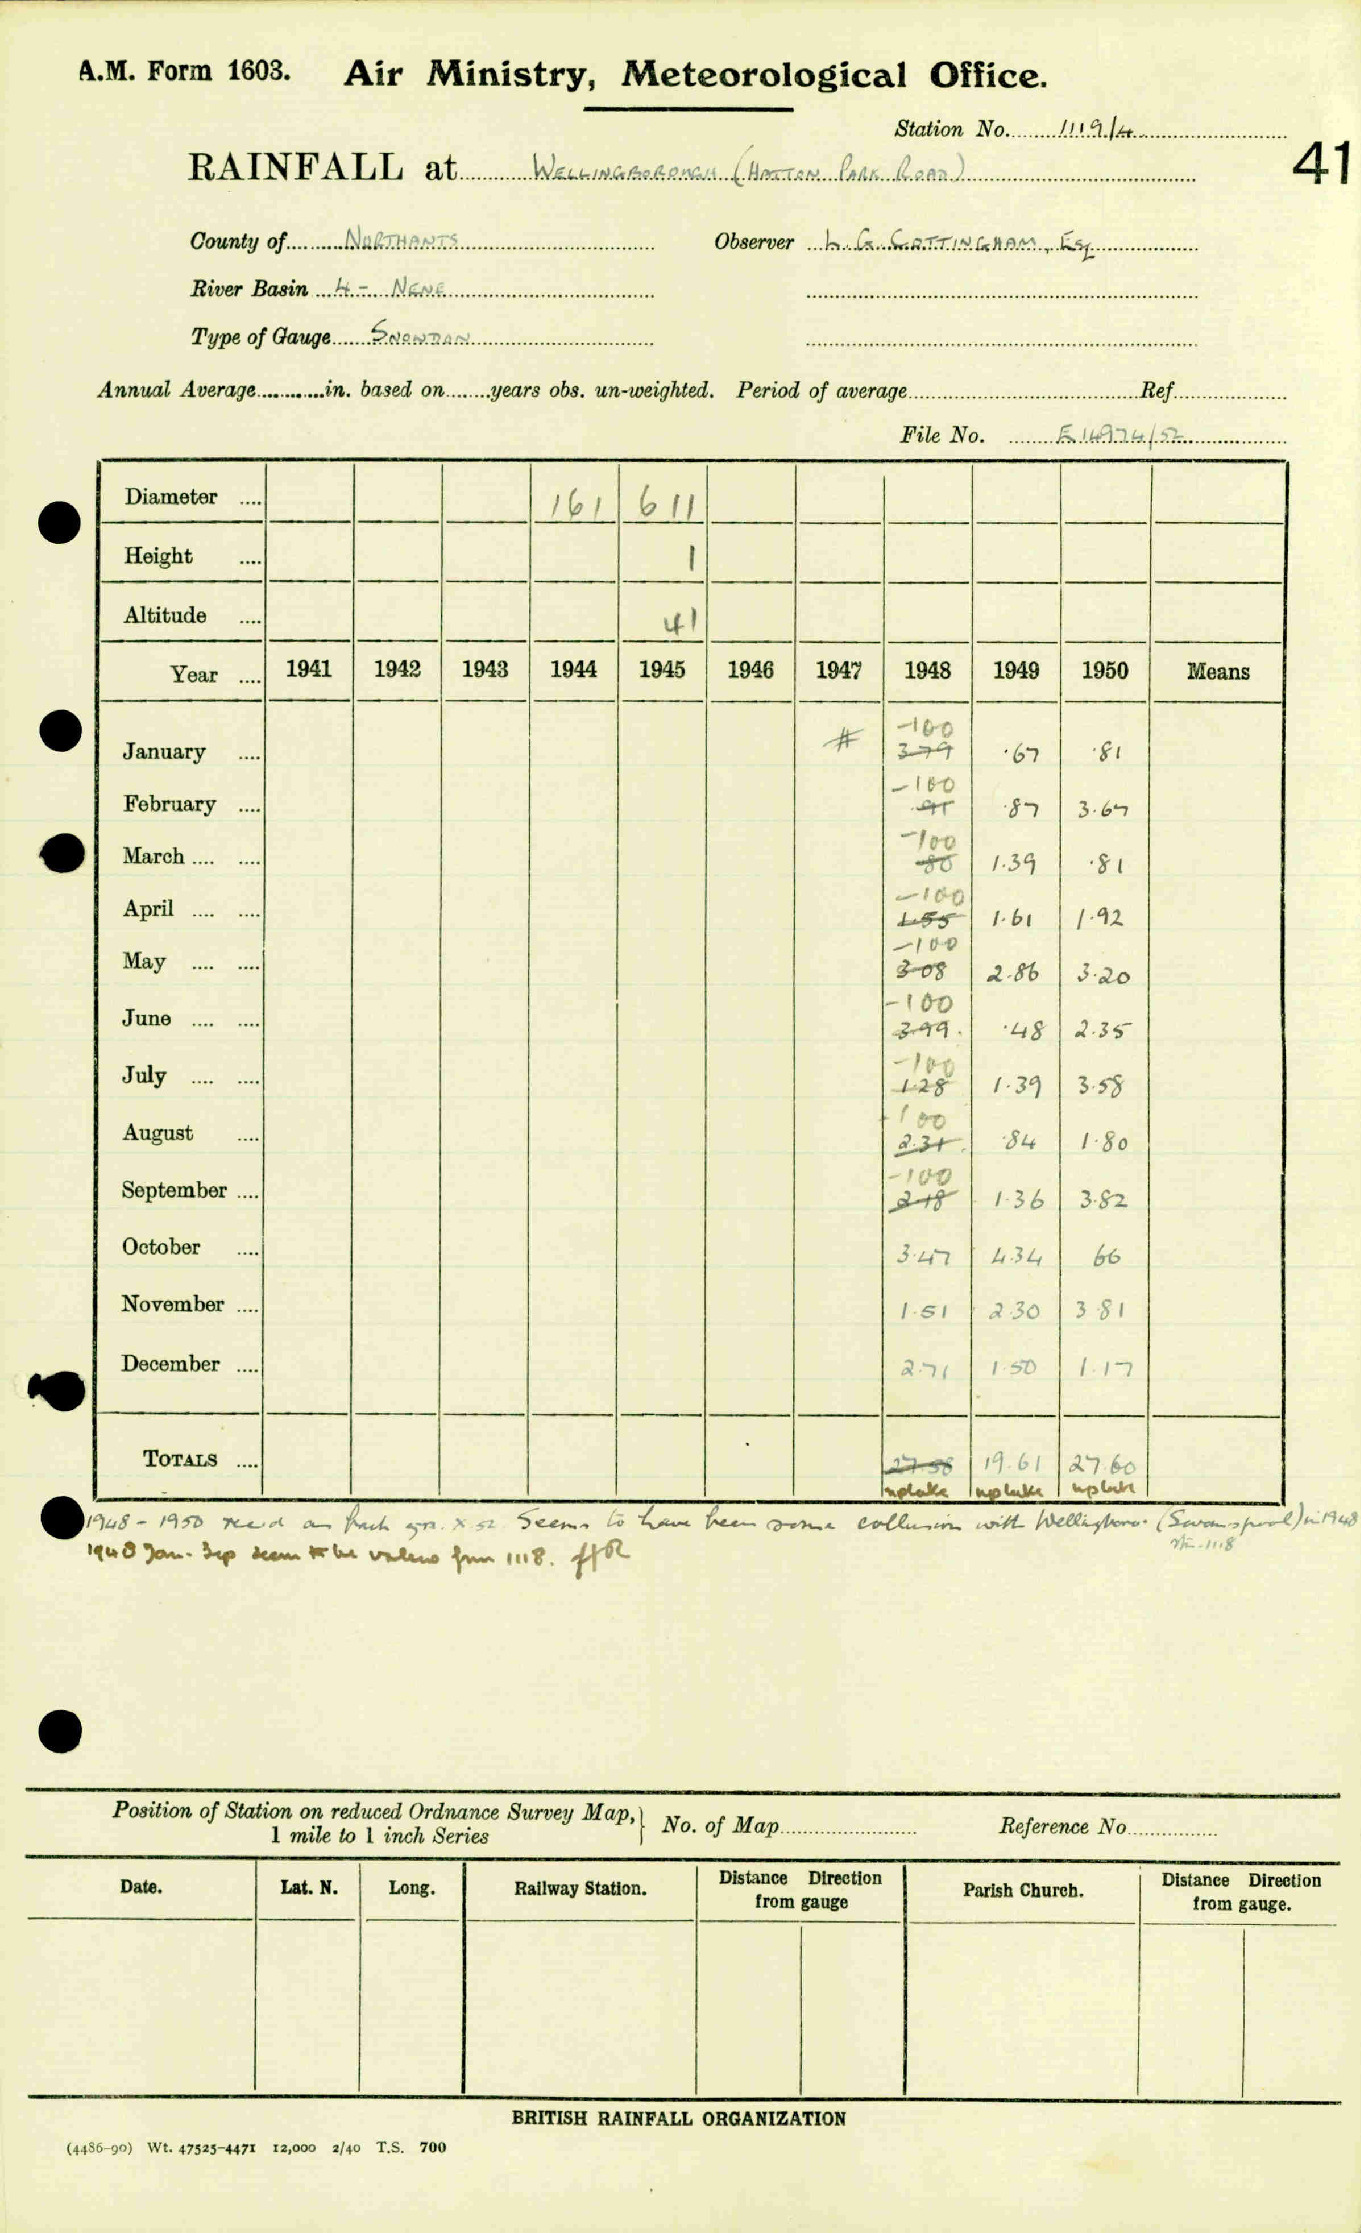 A.M. Form 1603. Air Ministry, Meteorological Office.
Station No. 1119/4
41
RAINFALL at WELLINGBOROUGH (HATTON PARK ROAD)
County of NORTHANTS Observer L. G. COTTINGHAM, Esq
River Basin 4 - NENE
Type of Gauge SNOWDON
Annual Average in. based on years obs. un-weighted. Period of average Ref.
File No. E 14974/52
Diameter 161 611
Height 1
Altitude 41
Year 1941 1942 1943 1944 1945 1946 1947 1948 1949 1950 Means
-100
January # 3.79 .67 .81
-100
February .91 .87 3.67
-100
March .80 1.39 .81
-100
April 1.55 1.61 1.92
-100
May 3.08 2.86 3.20
-100
June 3.99 .48 2.35
-100
July 1.28 1.39 3.58
-100
August 2.31 .84 1.80
-100
September 2.18 1.36 3.82
October 3.47 4.34 66
November 1.51 2.30 3.81
December 2.71 1.50 1.17
TOTALS 27.58 19.61 27.60
1948 - 1950 rec'd x 52 Seems to have been some collusion with Wellingboro (Swanspool) in 1948
1118
1948 Jan - Sep seem to be values from 1118.
Position of Station on reduced Ordnance Survey Map, 1 mile to 1 inch Series } No. of Map Reference No.
Date. Lat. N. Long. Railway Station. Distance Direction from gauge Parish Church. Distance Direction from gauge.
BRITISH RAINFALL ORGANIZATION
(4486-90) Wt. 47525-4471 12,000 2/40 T.S. 700